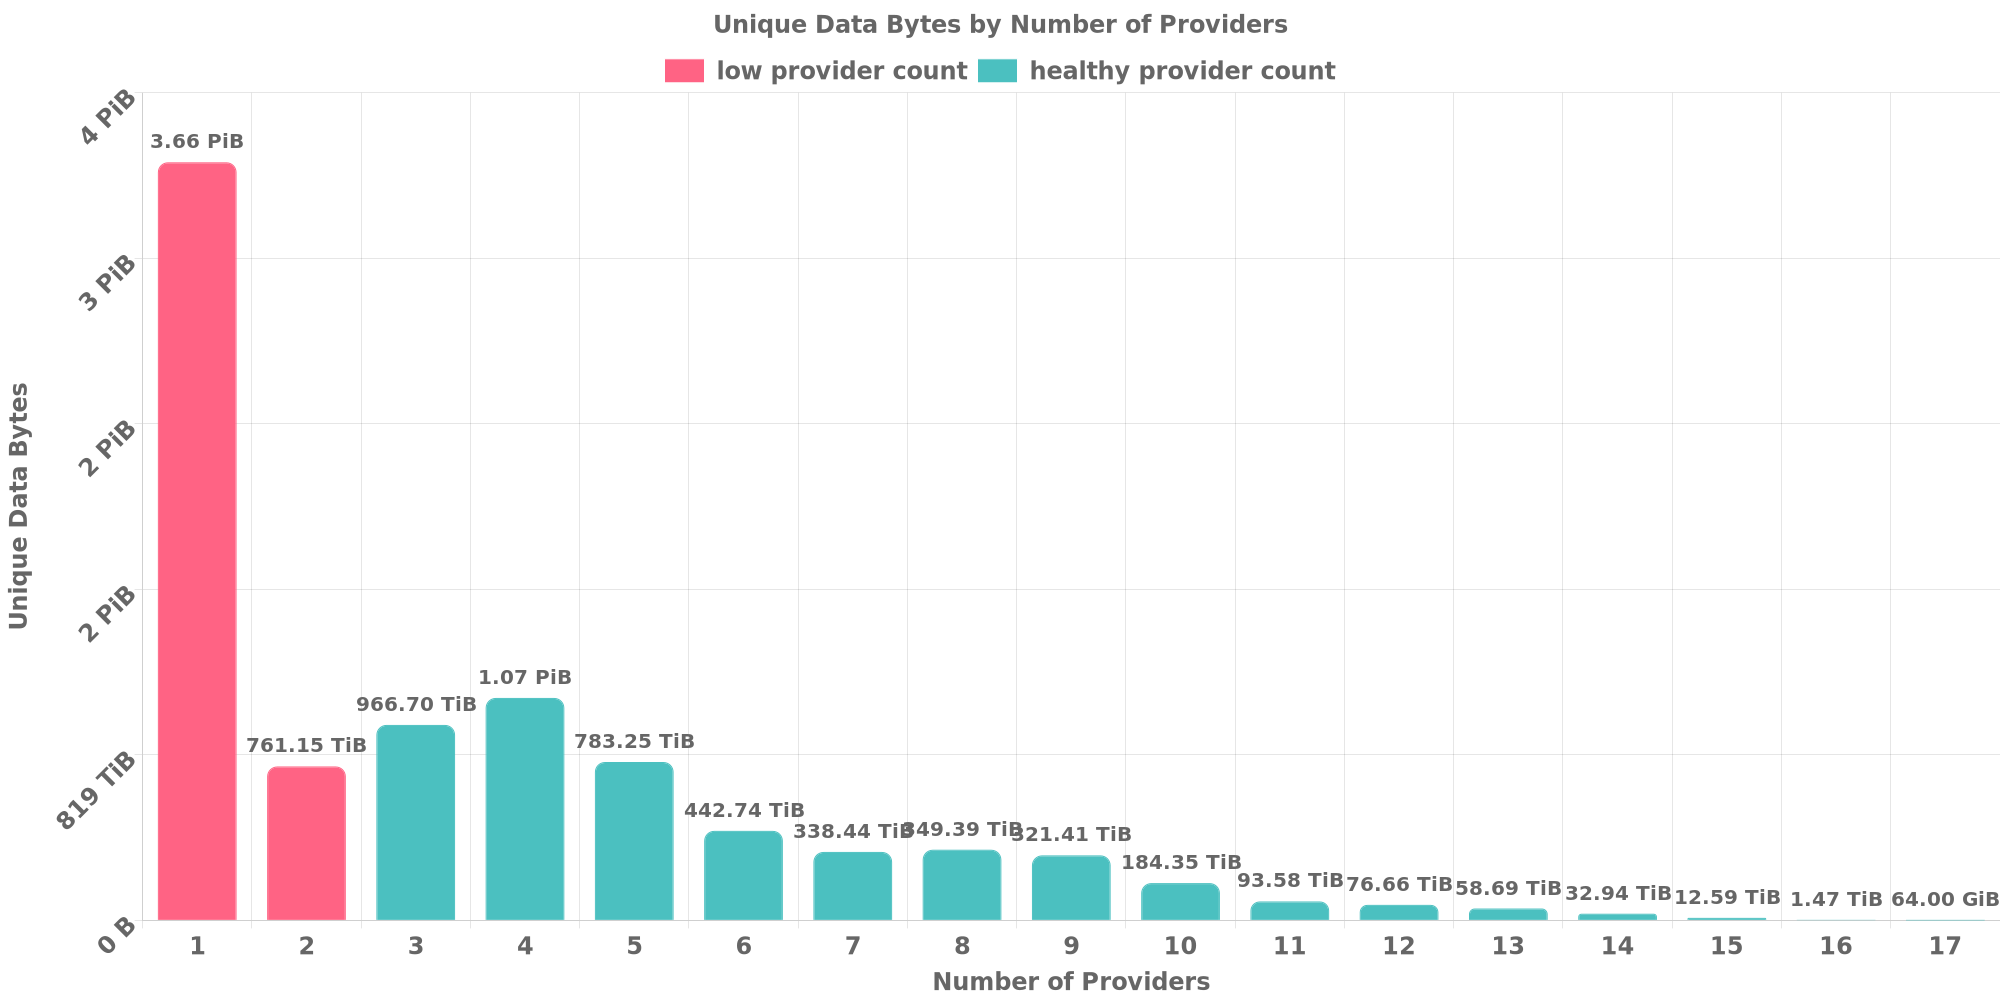 Unique Data Bytes by Number of Providers
low provider count healthy provider count
Unique Data Bytes
4 PiB
3 PiB
2 PiB
2 PiB
819 TiB
0 B
3.66 PiB
761.15 TiB
966.70 TiB
1.07 PiB
783.25 TiB
442.74 TiB
338.44 TiB
349.39 TiB
321.41 TiB
184.35 TiB
93.58 TiB
76.66 TiB
58.69 TiB
32.94 TiB
12.59 TiB
1.47 TiB
64.00 GiB
1 2 3 4 5 6 7 8 9 10 11 12 13 14 15 16 17
Number of Providers